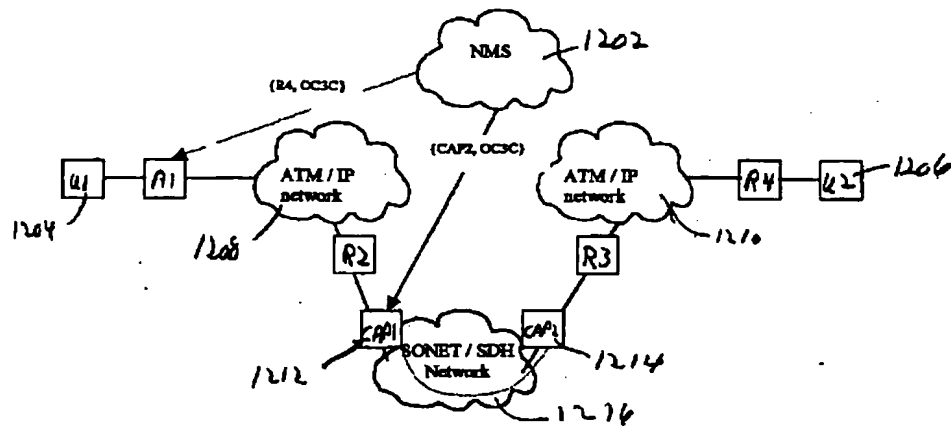 NMS
1202
{R4, OC3C}
{CAP2, OC3C}
U1
A1
ATM / IP
network
ATM / IP
network
R4
U2
1206
1204
1208
1210
R2
R3
CAP1
CAP2
SONET / SDH
Network
1212
1214
1216